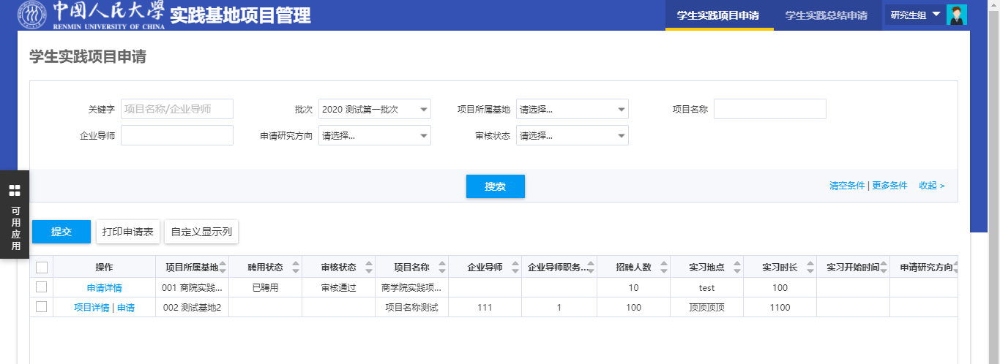 中国人民大学 实践基地项目管理
RENMIN UNIVERSITY OF CHINA
学生实践项目申请 学生实践总结申请 研究生组
学生实践项目申请
关键字 项目名称/企业导师 批次 2020 测试第一批次 项目所属基地 请选择... 项目名称
企业导师 申请研究方向 请选择... 审核状态 请选择...
搜索 清空条件 | 更多条件 收起 >
可用应用
提交 打印申请表 自定义显示列
操作 项目所属基地 聘用状态 审核状态 项目名称 企业导师 企业导师职务... 招聘人数 实习地点 实习时长 实习开始时间 申请研究方向
申请详情 001 商院实践... 已聘用 审核通过 商学院实践项... 10 test 100
项目详情 | 申请 002 测试基地2 项目名称测试 111 1 100 顶顶顶顶 1100